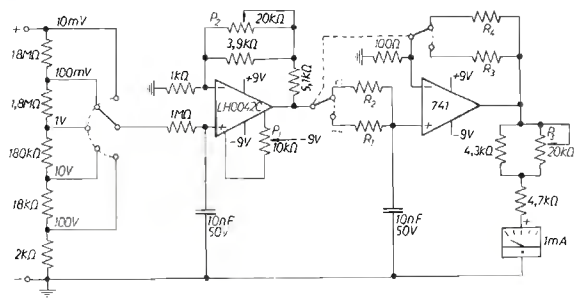 +
10mV
18MΩ
100mV
1,8MΩ
1V
180kΩ
10V
18kΩ
100V
2kΩ
-
1kΩ
1MΩ
P2
20kΩ
3,9kΩ
5,1kΩ
+9V
LH0042C
-9V
P1
10kΩ
-9V
10nF
50V
R2
R1
100Ω
R4
R3
+9V
741
-9V
10nF
50V
4,3kΩ
P3
20kΩ
4,7kΩ
+
1mA